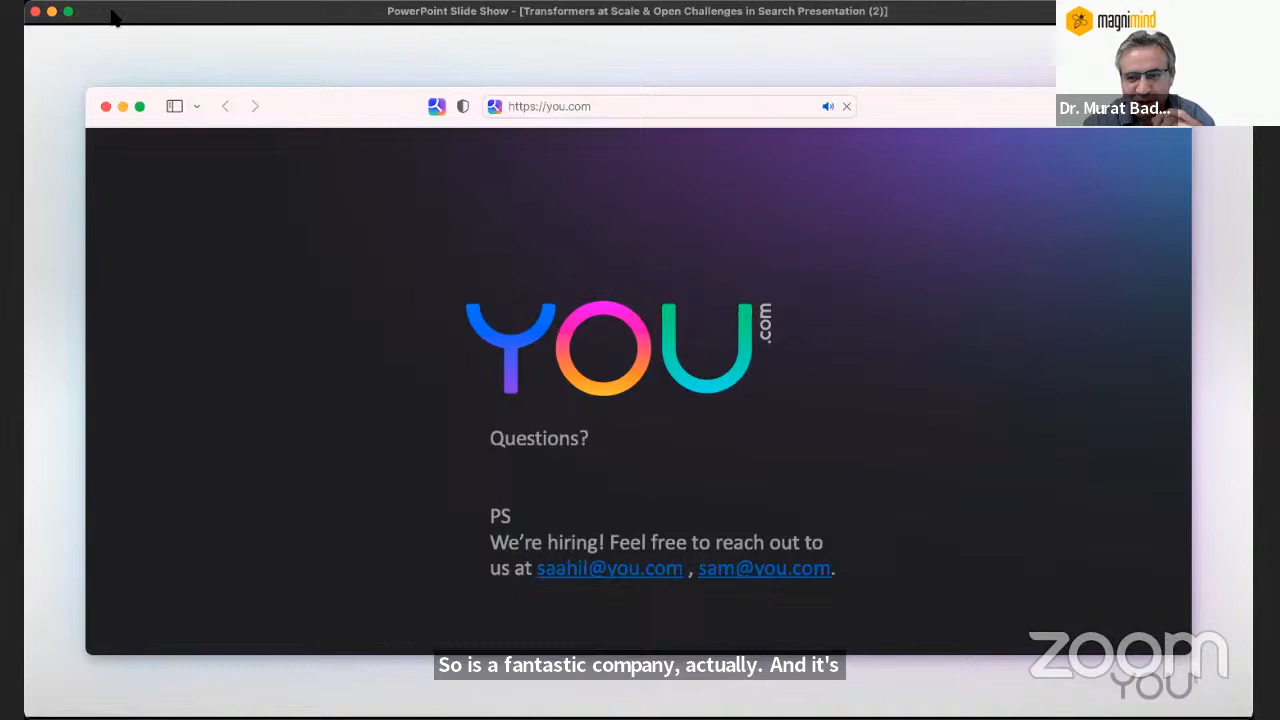 PowerPoint Slide Show - [Transformers at Scale & Open Challenges in Search Presentation (2)]
magnimind
Dr. Murat Bad...
https://you.com
YOU
.com
Questions?
PS
We’re hiring! Feel free to reach out to
us at saahil@you.com , sam@you.com.
zoom
YOU
So is a fantastic company, actually. And it's